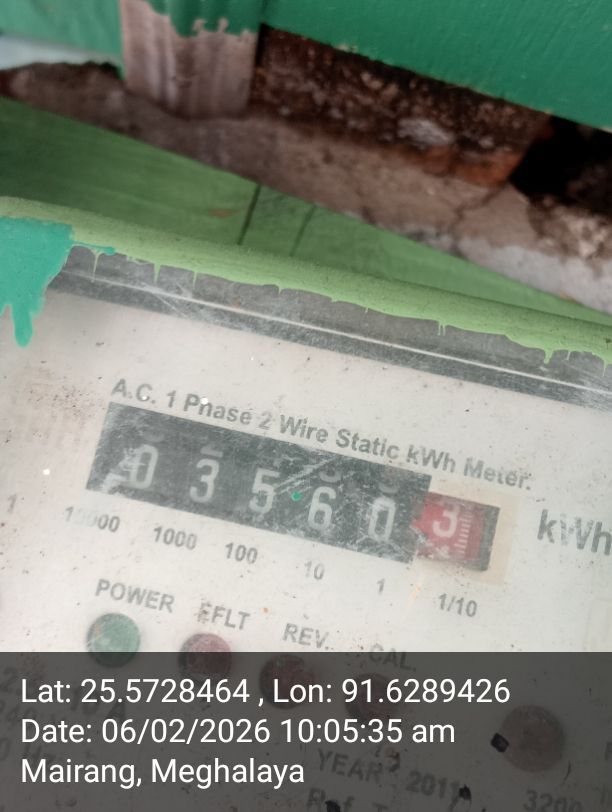 A.C. 1 Phase 2 Wire Static kWh Meter.
0 3 5 6 0 3
kWh
1
10000 1000 100 10 1 1/10
POWER EFLT REV. CAL.
Lat: 25.5728464 , Lon: 91.6289426
Date: 06/02/2026 10:05:35 am
Mairang, Meghalaya
YEAR 2011
3200